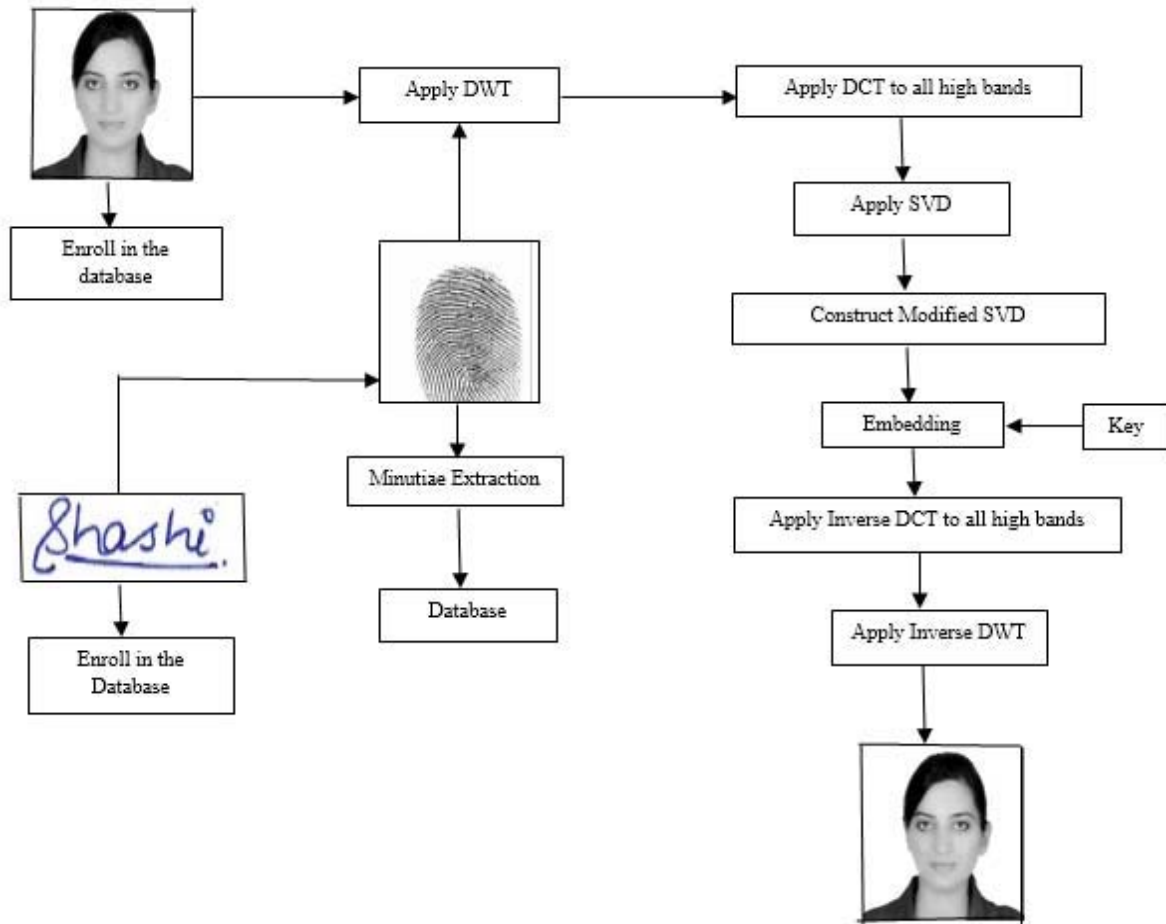 Apply DWT
Apply DCT to all high bands
Enroll in the
database
Apply SVD
Construct Modified SVD
Embedding
Key
Minutiae Extraction
Shashi.
Apply Inverse DCT to all high bands
Database
Apply Inverse DWT
Enroll in the
Database